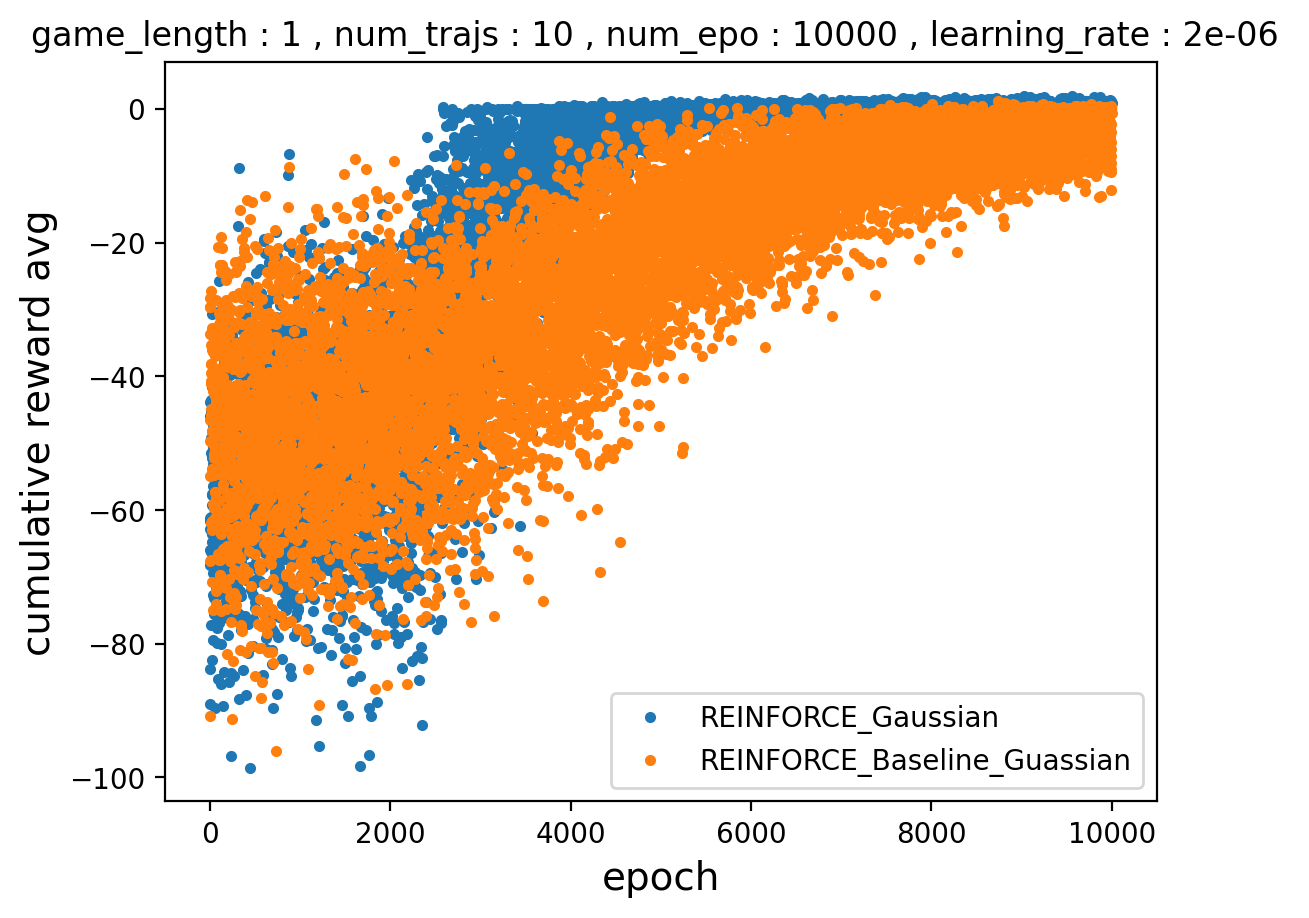 game_length : 1 , num_trajs : 10 , num_epo : 10000 , learning_rate : 2e-06
0
−20
−40
−60
−80
−100
cumulative reward avg
REINFORCE_Gaussian
REINFORCE_Baseline_Guassian
0 2000 4000 6000 8000 10000
epoch